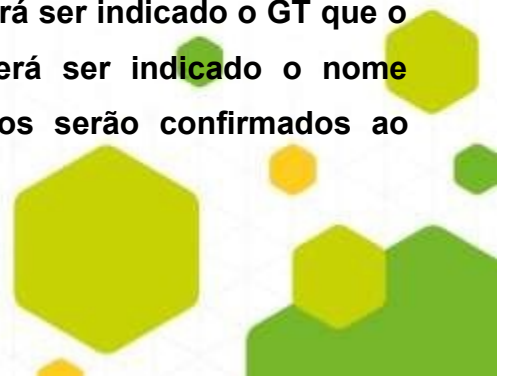 rá ser indicado o GT que o
erá ser indicado o nome
os serão confirmados ao